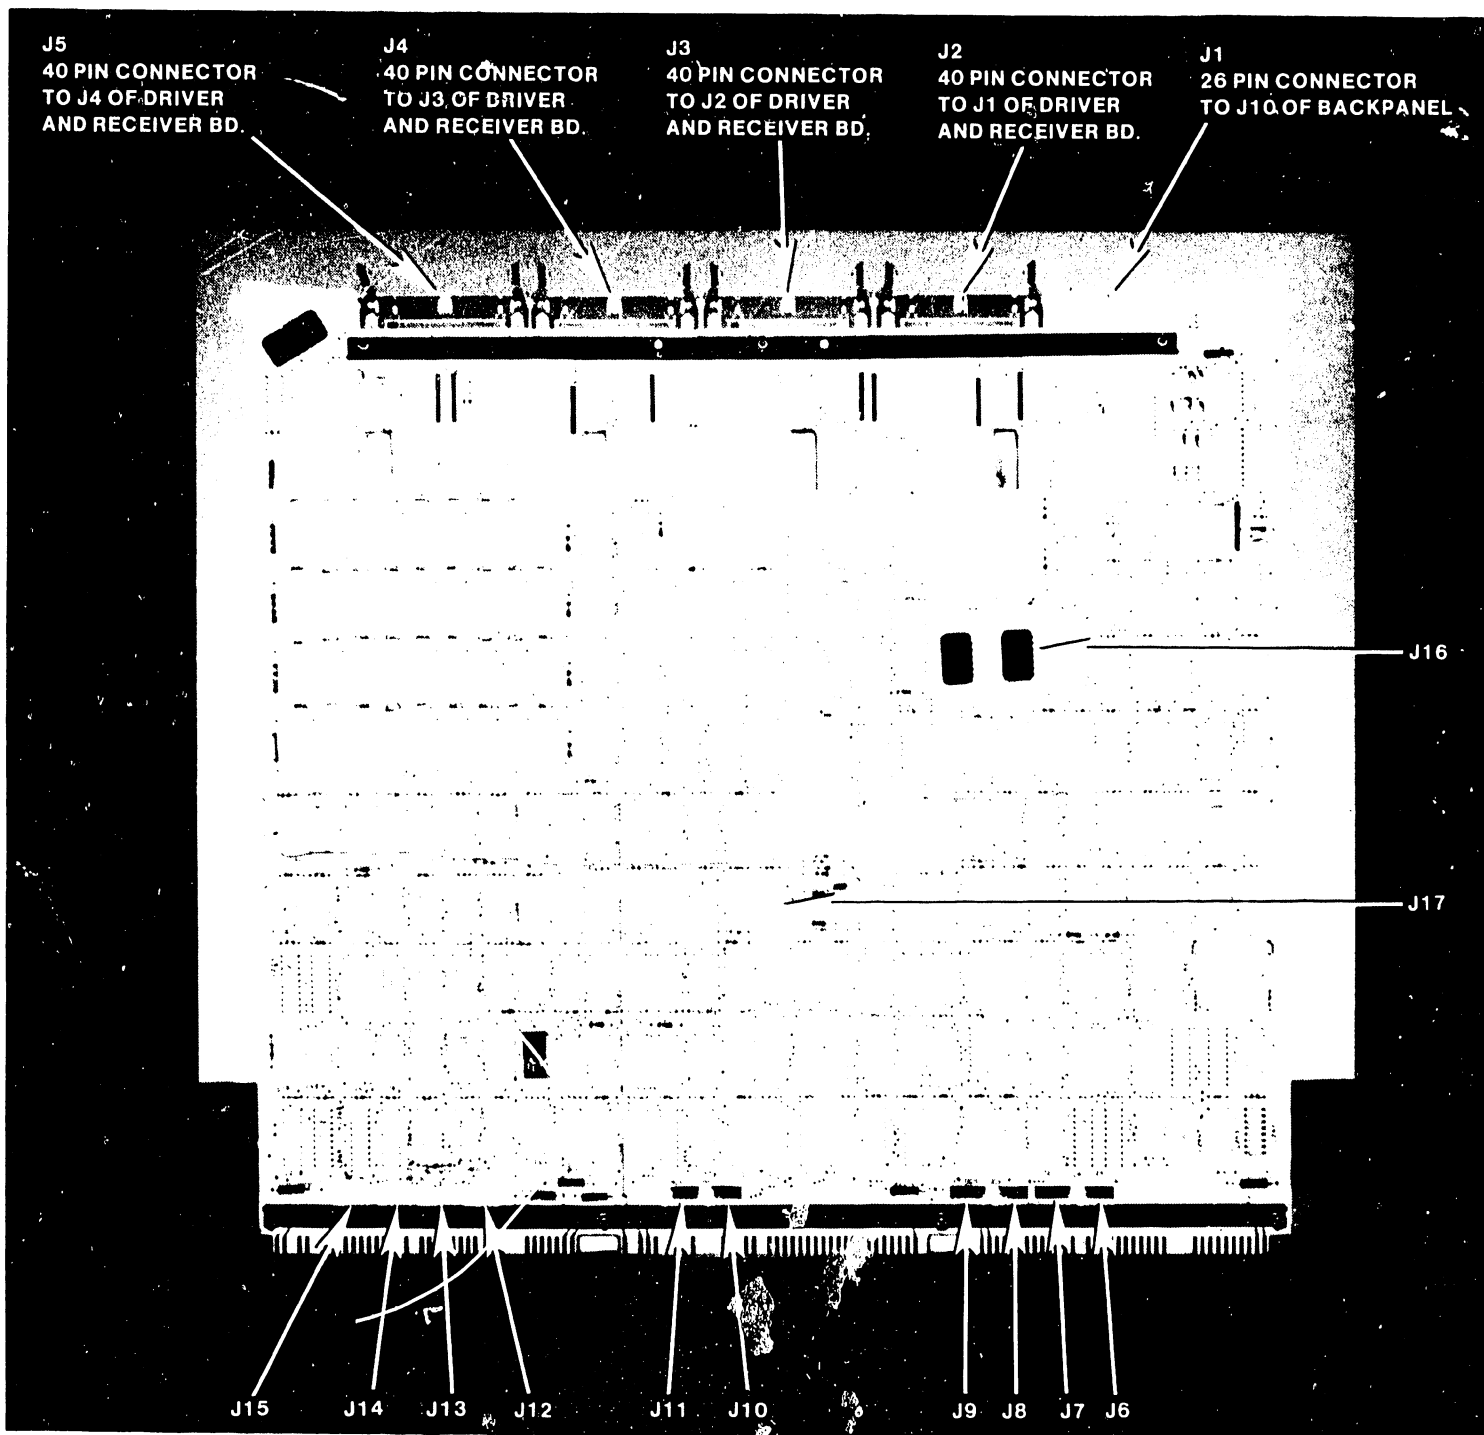 J5
40 PIN CONNECTOR
TO J4 OF DRIVER
AND RECEIVER BD.
J4
40 PIN CONNECTOR
TO J3 OF DRIVER
AND RECEIVER BD.
J3
40 PIN CONNECTOR
TO J2 OF DRIVER
AND RECEIVER BD.
J2
40 PIN CONNECTOR
TO J1 OF DRIVER
AND RECEIVER BD.
J1
26 PIN CONNECTOR
TO J10 OF BACKPANEL
J16
J17
J15
J14
J13
J12
J11
J10
J9
J8
J7
J6